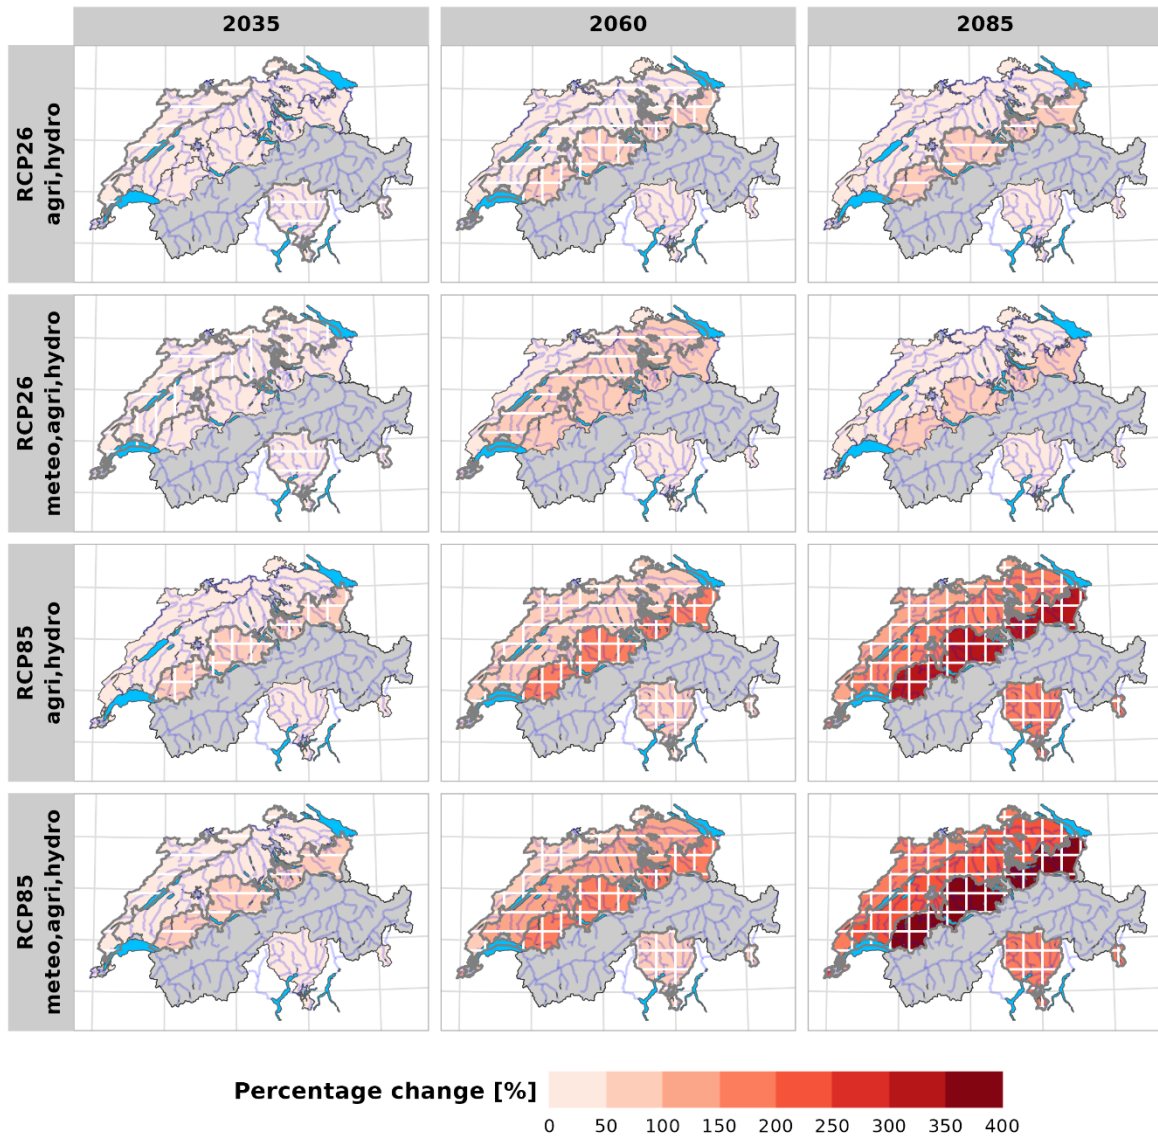 2035 2060 2085
RCP26
agri,hydro
RCP26
meteo,agri,hydro
RCP85
agri,hydro
RCP85
meteo,agri,hydro
Percentage change [%]
0 50 100 150 200 250 300 350 400